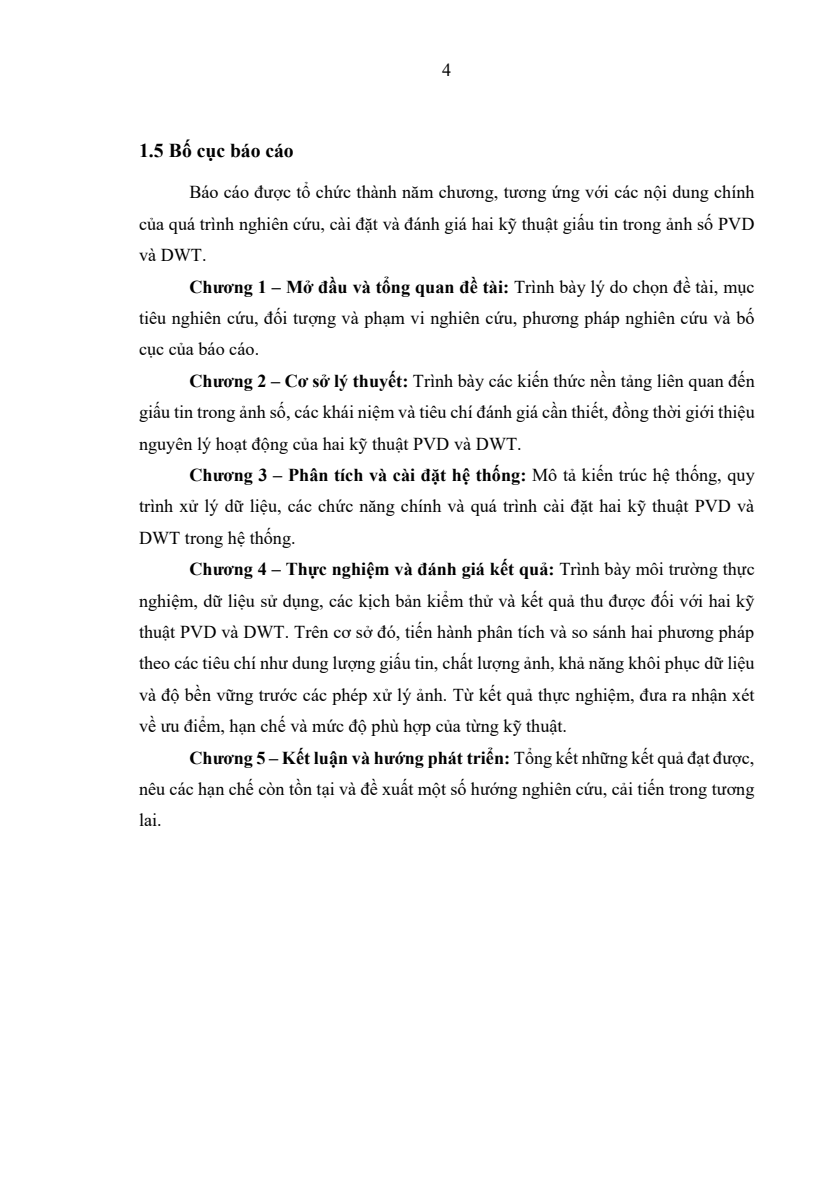 4
1.5 Bố cục báo cáo
Báo cáo được tổ chức thành năm chương, tương ứng với các nội dung chính
của quá trình nghiên cứu, cài đặt và đánh giá hai kỹ thuật giấu tin trong ảnh số PVD
và DWT.
Chương 1 – Mở đầu và tổng quan đề tài: Trình bày lý do chọn đề tài, mục
tiêu nghiên cứu, đối tượng và phạm vi nghiên cứu, phương pháp nghiên cứu và bố
cục của báo cáo.
Chương 2 – Cơ sở lý thuyết: Trình bày các kiến thức nền tảng liên quan đến
giấu tin trong ảnh số, các khái niệm và tiêu chí đánh giá cần thiết, đồng thời giới thiệu
nguyên lý hoạt động của hai kỹ thuật PVD và DWT.
Chương 3 – Phân tích và cài đặt hệ thống: Mô tả kiến trúc hệ thống, quy
trình xử lý dữ liệu, các chức năng chính và quá trình cài đặt hai kỹ thuật PVD và
DWT trong hệ thống.
Chương 4 – Thực nghiệm và đánh giá kết quả: Trình bày môi trường thực
nghiệm, dữ liệu sử dụng, các kịch bản kiểm thử và kết quả thu được đối với hai kỹ
thuật PVD và DWT. Trên cơ sở đó, tiến hành phân tích và so sánh hai phương pháp
theo các tiêu chí như dung lượng giấu tin, chất lượng ảnh, khả năng khôi phục dữ liệu
và độ bền vững trước các phép xử lý ảnh. Từ kết quả thực nghiệm, đưa ra nhận xét
về ưu điểm, hạn chế và mức độ phù hợp của từng kỹ thuật.
Chương 5 – Kết luận và hướng phát triển: Tổng kết những kết quả đạt được,
nêu các hạn chế còn tồn tại và đề xuất một số hướng nghiên cứu, cải tiến trong tương
lai.